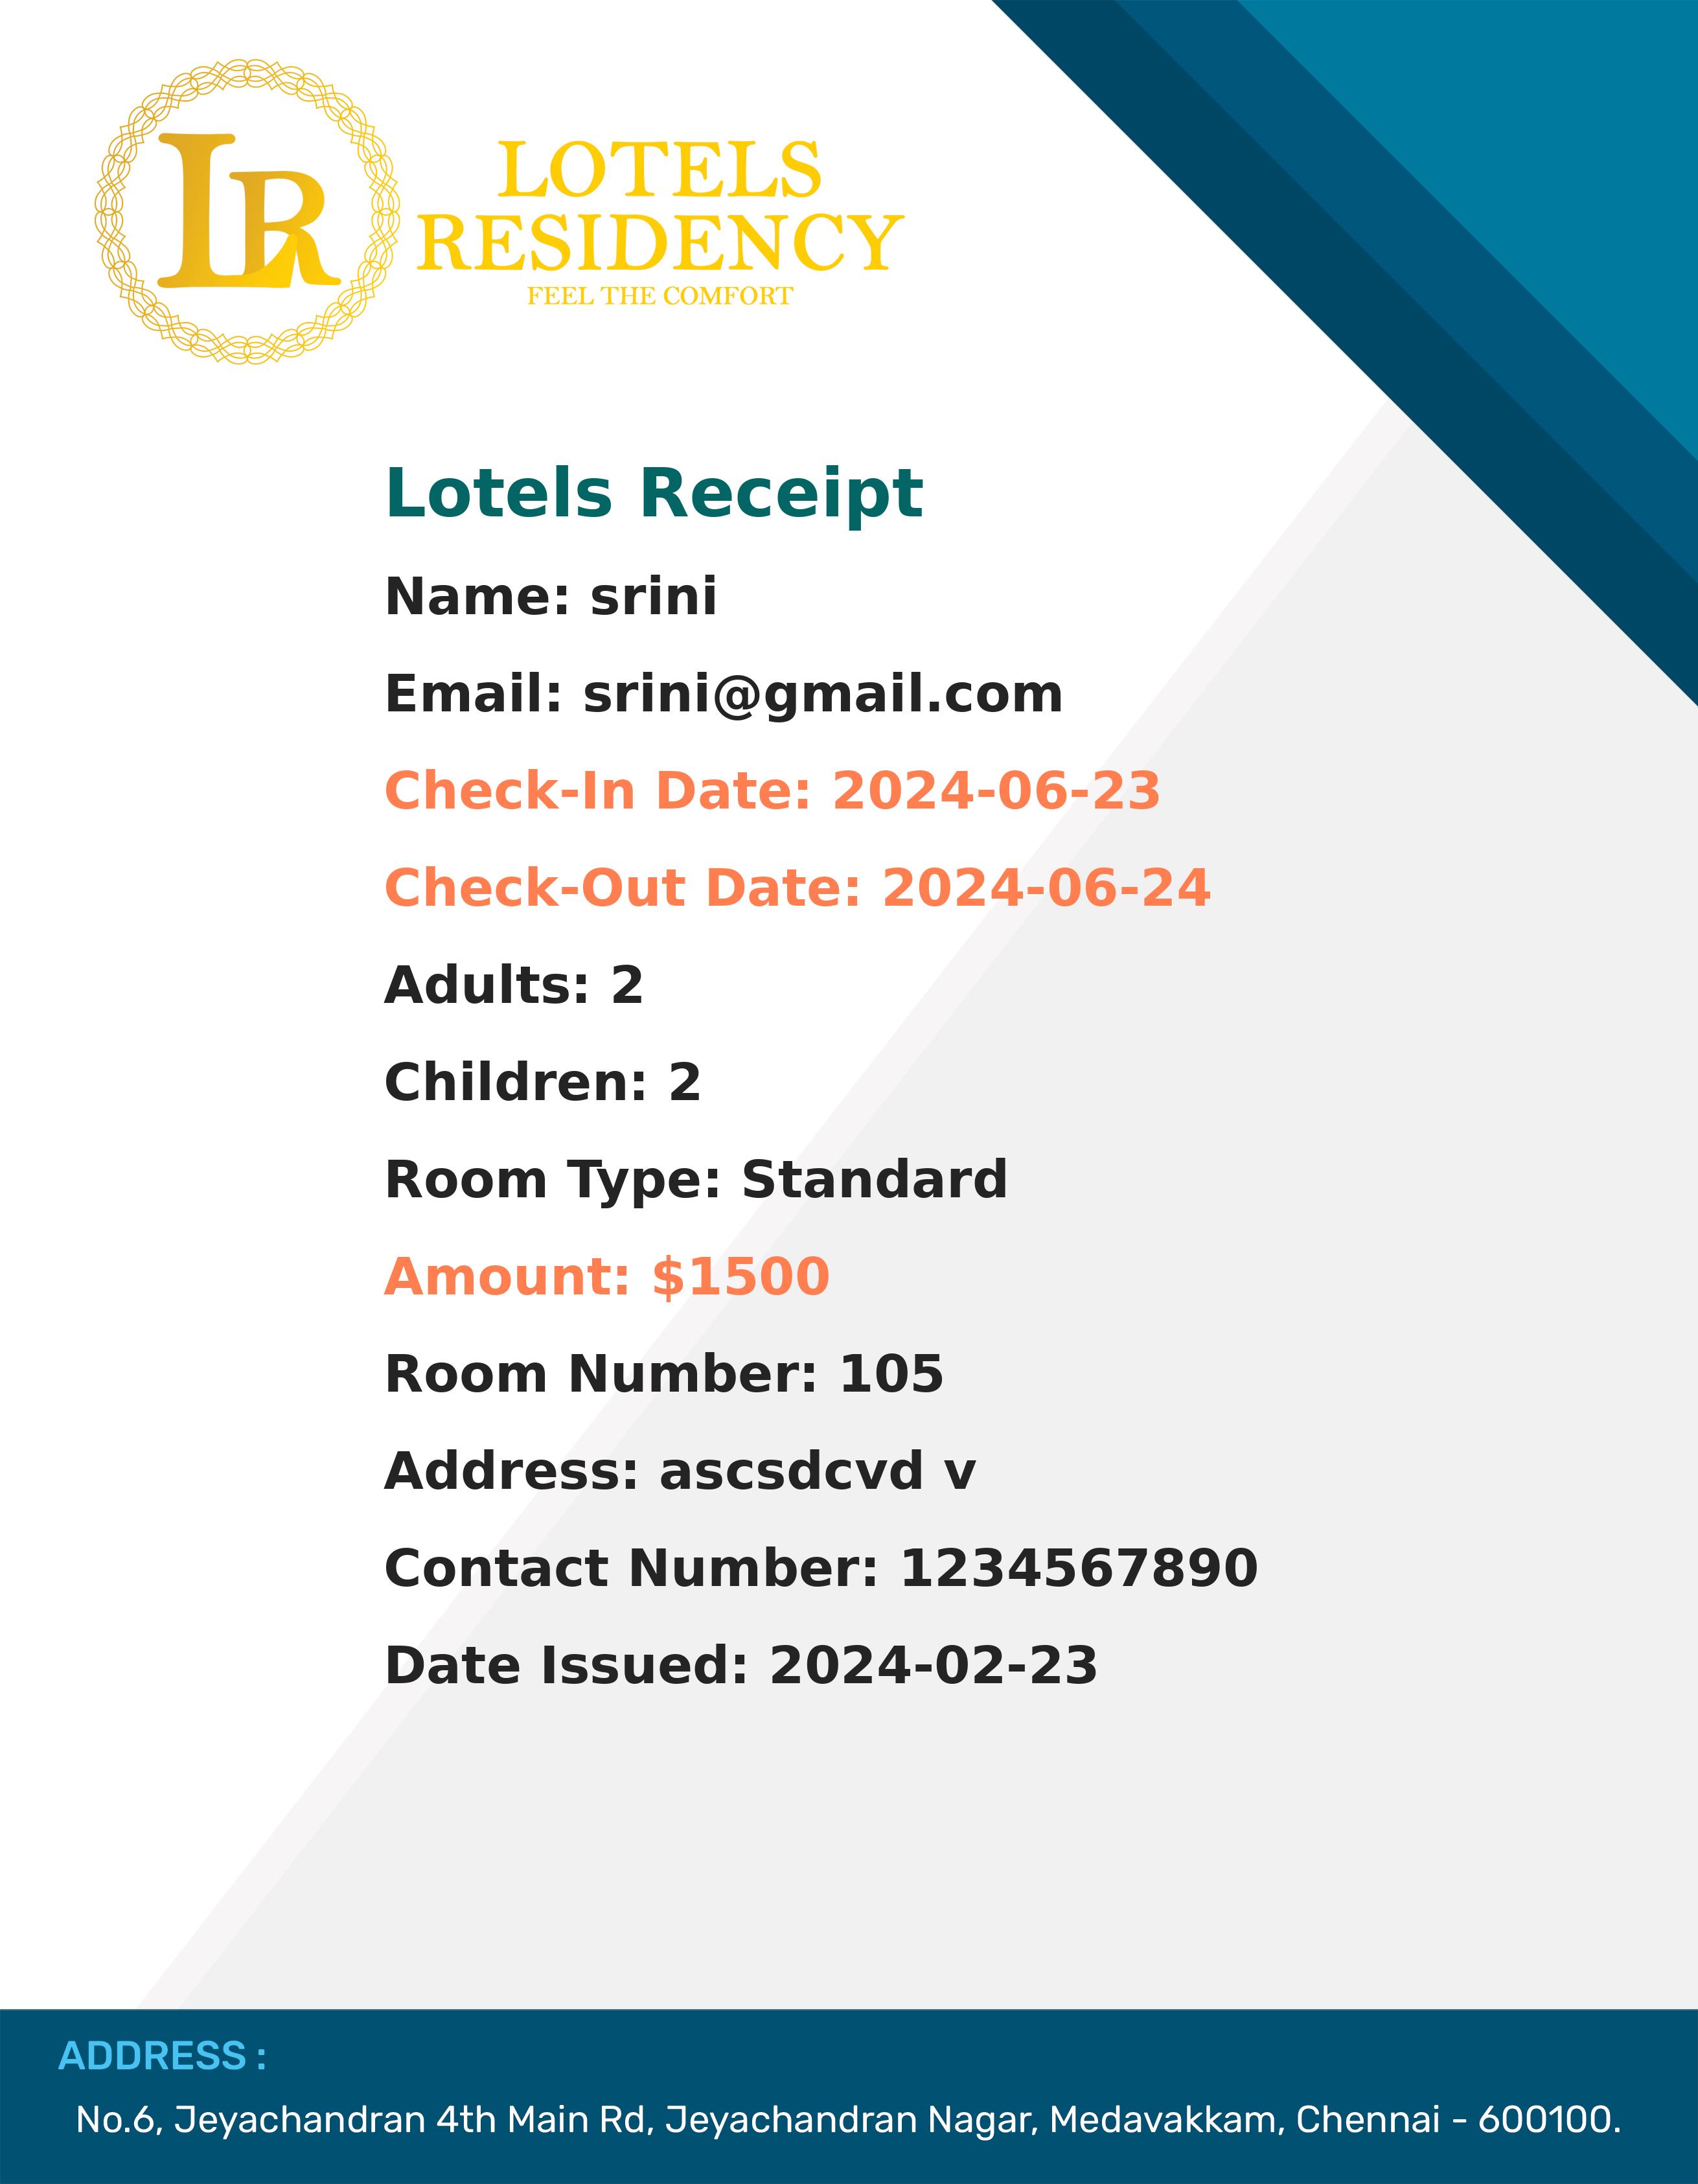 LR
LOTELS
RESIDENCY
FEEL THE COMFORT
Lotels Receipt
Name: srini
Email: srini@gmail.com
Check-In Date: 2024-06-23
Check-Out Date: 2024-06-24
Adults: 2
Children: 2
Room Type: Standard
Amount: $1500
Room Number: 105
Address: ascsdcvd v
Contact Number: 1234567890
Date Issued: 2024-02-23
ADDRESS :
No.6, Jeyachandran 4th Main Rd, Jeyachandran Nagar, Medavakkam, Chennai - 600100.